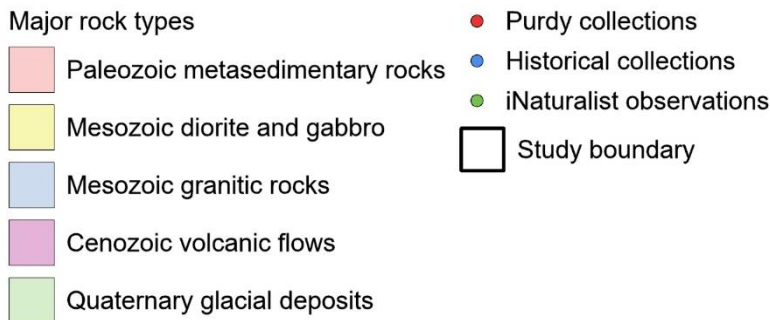 Major rock types
Paleozoic metasedimentary rocks
Mesozoic diorite and gabbro
Mesozoic granitic rocks
Cenozoic volcanic flows
Quaternary glacial deposits
Purdy collections
Historical collections
iNaturalist observations
Study boundary